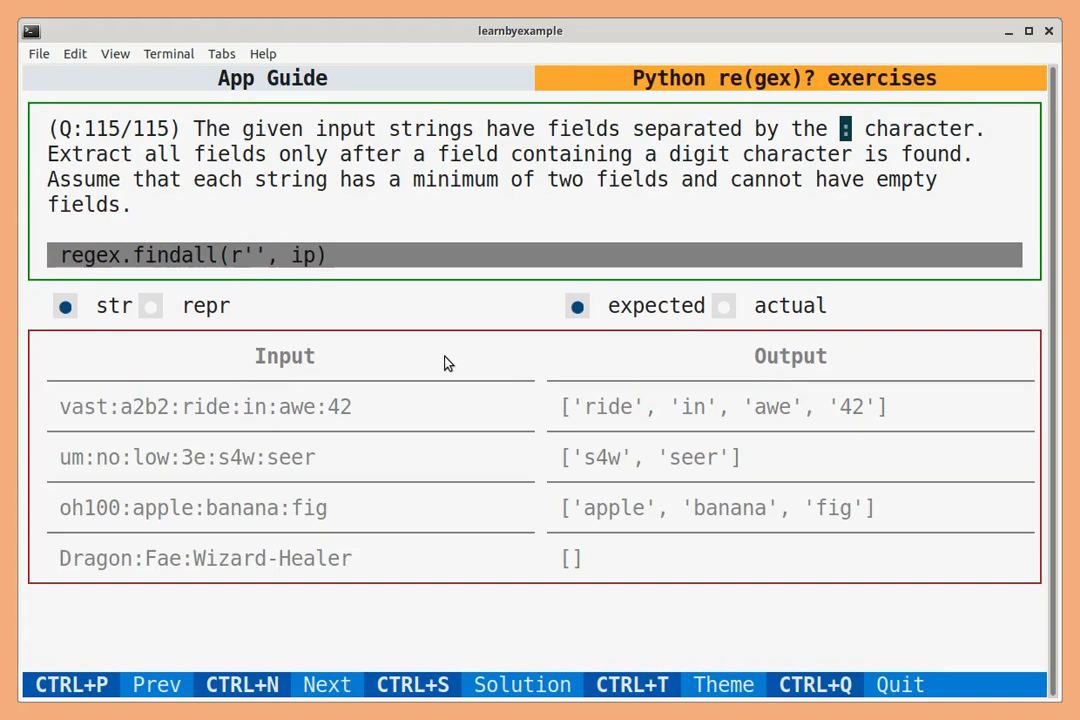 learnbyexample
File Edit View Terminal Tabs Help
App Guide Python re(gex)? exercises
(Q:115/115) The given input strings have fields separated by the : character.
Extract all fields only after a field containing a digit character is found.
Assume that each string has a minimum of two fields and cannot have empty
fields.
regex.findall(r'', ip)
str repr expected actual
Input Output
vast:a2b2:ride:in:awe:42 ['ride', 'in', 'awe', '42']
um:no:low:3e:s4w:seer ['s4w', 'seer']
oh100:apple:banana:fig ['apple', 'banana', 'fig']
Dragon:Fae:Wizard-Healer []
CTRL+P Prev CTRL+N Next CTRL+S Solution CTRL+T Theme CTRL+Q Quit